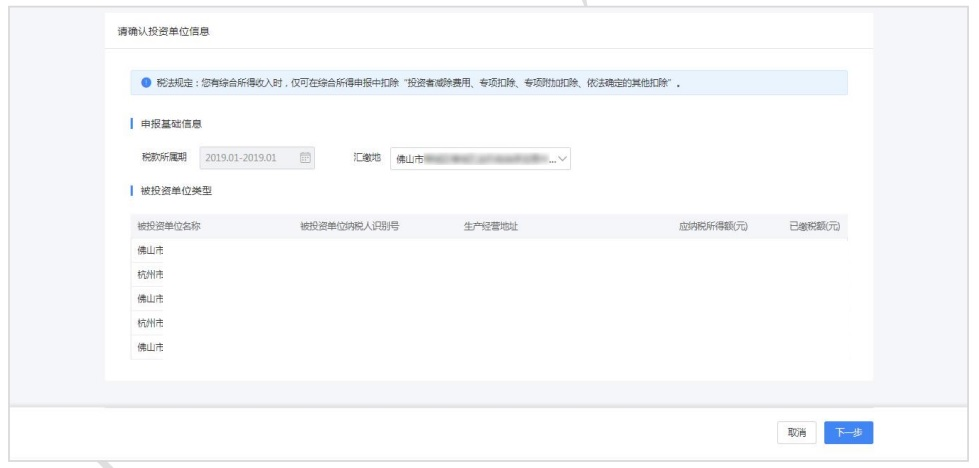 请确认投资单位信息
税法规定：您有综合所得收入时，仅可在综合所得申报中扣除“投资者减除费用、专项扣除、专项附加扣除、依法确定的其他扣除”。
申报基础信息
税款所属期 2019.01-2019.01 汇缴地 佛山市 ...
被投资单位类型
被投资单位名称 被投资单位纳税人识别号 生产经营地址 应纳税所得额(元) 已缴税额(元)
佛山市
杭州市
佛山市
杭州市
佛山市
取消 下一步